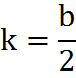 k = b/2